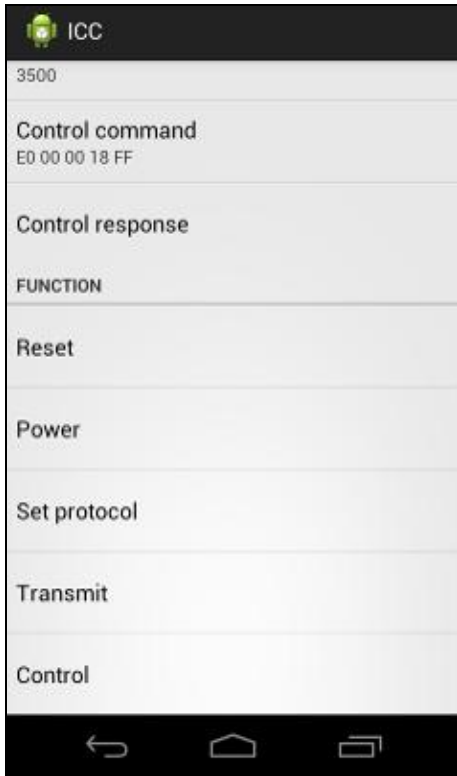 ICC
3500
Control command
E0 00 00 18 FF
Control response
FUNCTION
Reset
Power
Set protocol
Transmit
Control